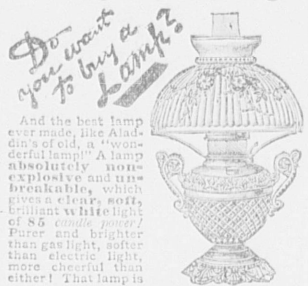 Do
you want
to buy a
Lamp?
And the best lamp
ever made, like Alad-
din's of old, a "won-
derful lamp!" A lamp
absolutely non-
explosive and un-
breakable, which
gives a clear, soft,
brilliant white light
of 85 candle power!
Purer and brighter
than gas light, softer
than electric light,
more cheerful than
either! That lamp is